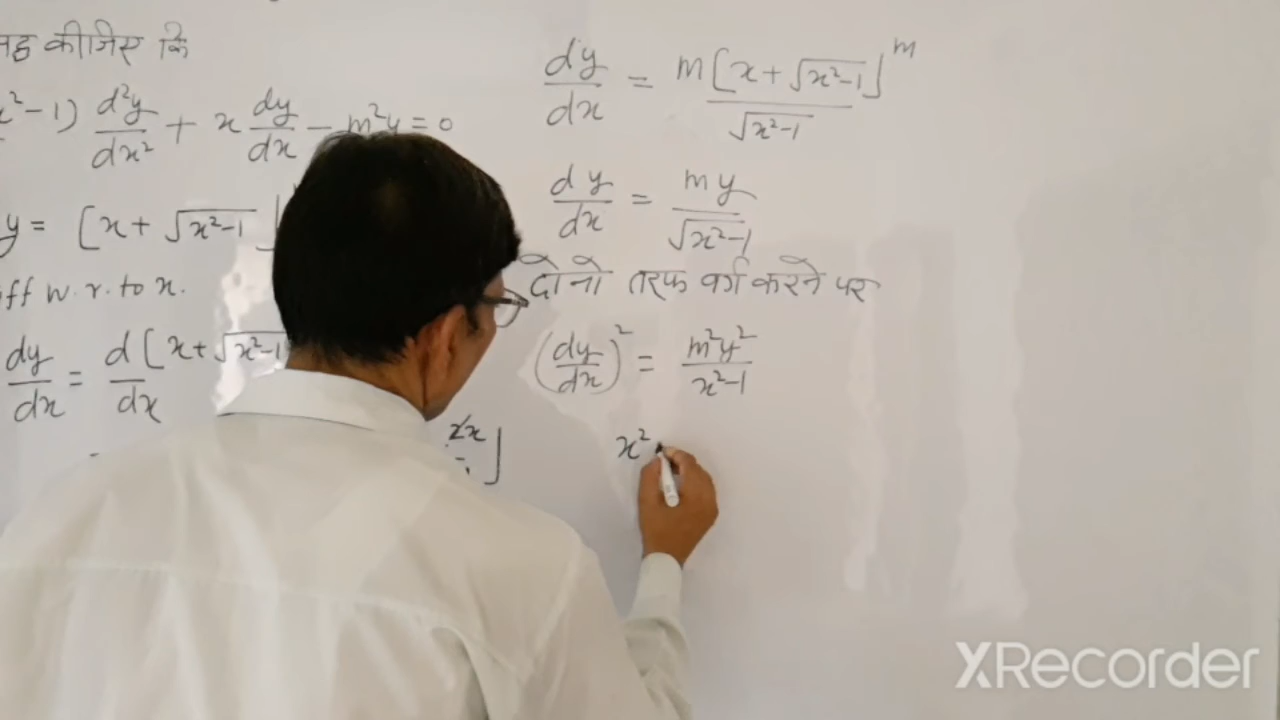 कीजिए कि
x²-1) d²y/dx² + x dy/dx - m²y = 0
y = [x + √x²-1]
ff w.r. to x.
dy/dx = d/dx [x + √x²-1
2x
]
dy/dx = m[x + √x²-1]^m / √x²-1
dy/dx = my / √x²-1
दोनो तरफ वर्ग करने पर
(dy/dx)² = m²y² / x²-1
x²
XRecorder